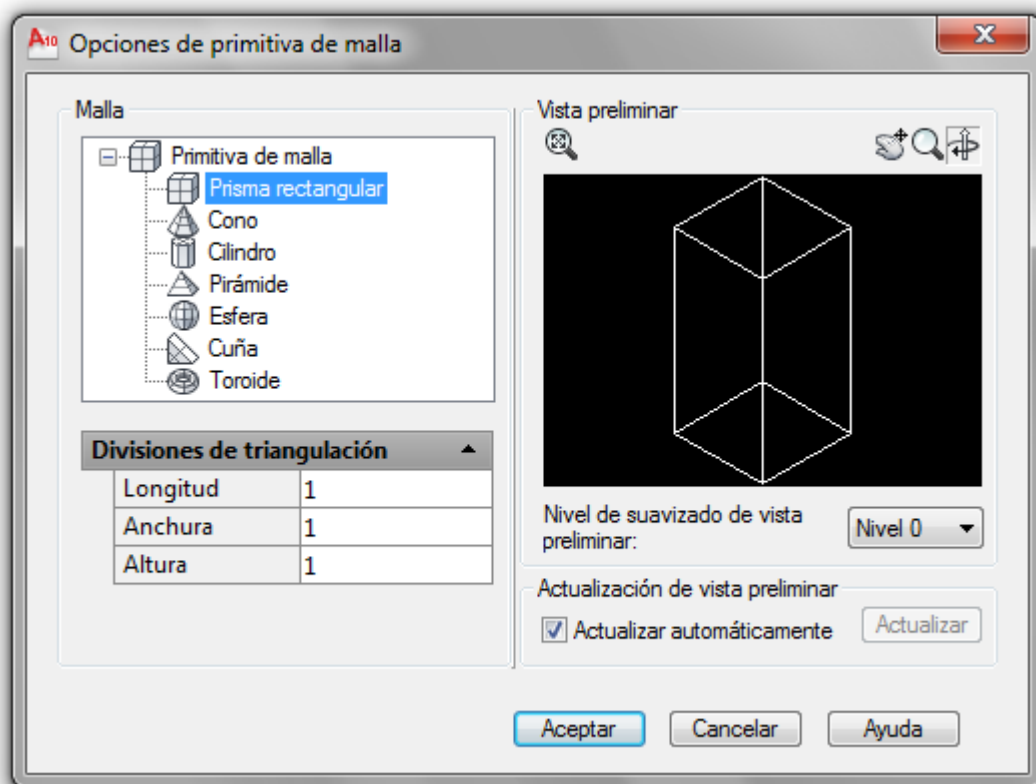 A10 Opciones de primitiva de malla
Malla
Primitiva de malla
Prisma rectangular
Cono
Cilindro
Pirámide
Esfera
Cuña
Toroide
Divisiones de triangulación
Longitud 1
Anchura 1
Altura 1
Vista preliminar
Nivel de suavizado de vista
preliminar:
Nivel 0
Actualización de vista preliminar
Actualizar automáticamente
Actualizar
Aceptar
Cancelar
Ayuda